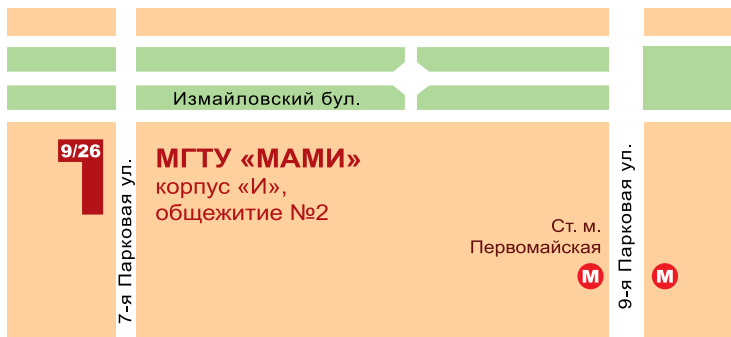 Измайловский бул.
9/26
МГТУ «МАМИ»
корпус «И»,
общежитие №2
7-я Парковая ул.
Ст. м.
Первомайская
М
9-я Парковая ул.
М